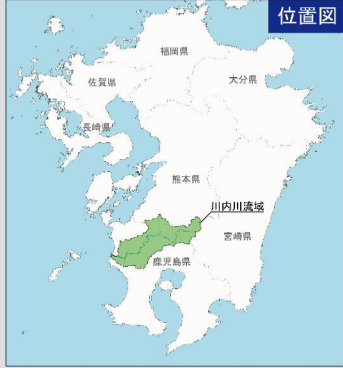 位置図
福岡県
佐賀県
大分県
長崎県
熊本県
川内川流域
宮崎県
鹿児島県